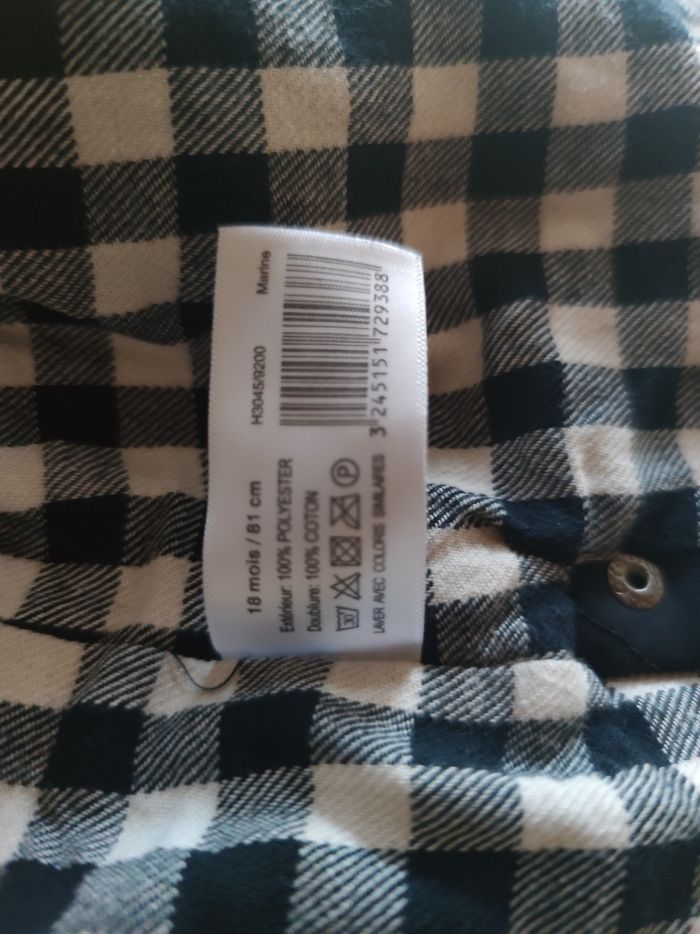 18 mois / 81 cm
H3045/9200
Marine
Extérieur: 100% POLYESTER
Doublure: 100% COTON
30
P
LAVER AVEC COLORIS SIMILAIRES
3 245151 729388